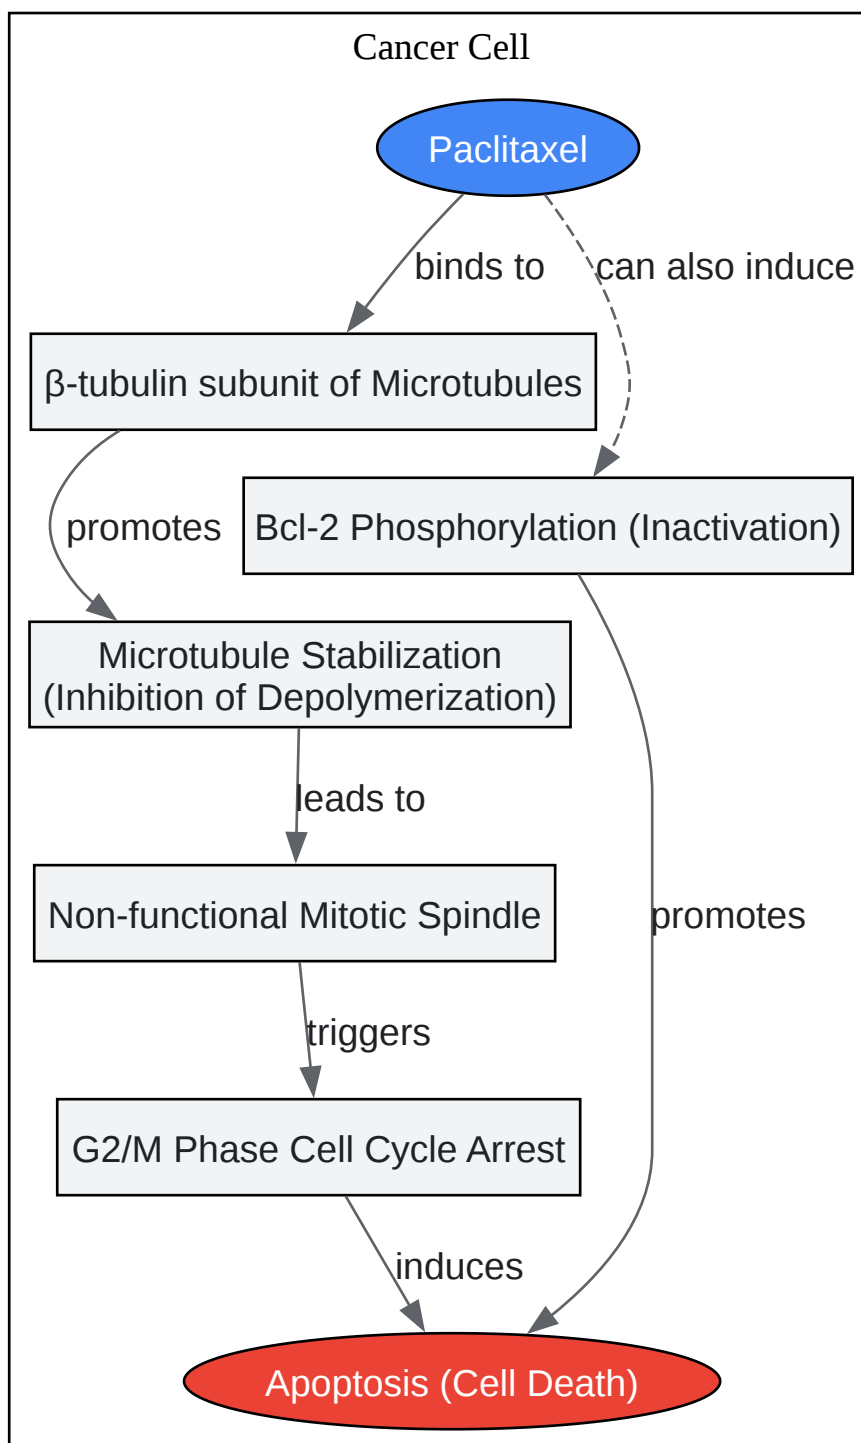 Cancer Cell
Paclitaxel
binds to
can also induce
β-tubulin subunit of Microtubules
promotes
Bcl-2 Phosphorylation (Inactivation)
Microtubule Stabilization
(Inhibition of Depolymerization)
leads to
Non-functional Mitotic Spindle
promotes
triggers
G2/M Phase Cell Cycle Arrest
induces
Apoptosis (Cell Death)